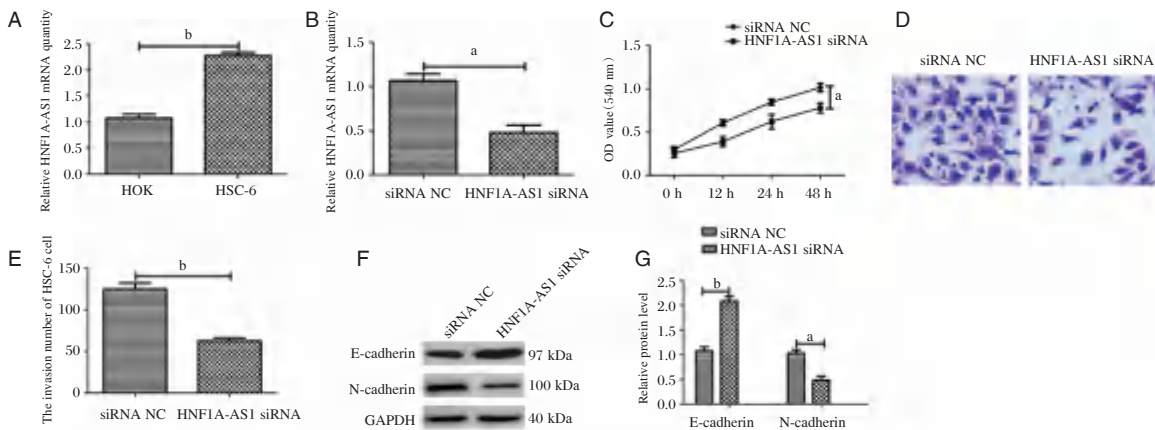 A
Relative HNF1A-AS1 mRNA quantity
2.5
2.0
1.5
1.0
0.5
0.0
b
HOK
HSC-6
B
Relative HNF1A-AS1 mRNA quantity
1.5
1.0
0.5
0.0
a
siRNA NC
HNF1A-AS1 siRNA
C
siRNA NC
HNF1A-AS1 siRNA
OD value (540 nm)
1.5
1.0
0.5
0.0
a
0 h
12 h
24 h
48 h
D
siRNA NC
HNF1A-AS1 siRNA
E
The invasion number of HSC-6 cell
150
100
50
0
b
siRNA NC
HNF1A-AS1 siRNA
F
siRNA NC
HNF1A-AS1 siRNA
E-cadherin
97 kDa
N-cadherin
100 kDa
GAPDH
40 kDa
G
siRNA NC
HNF1A-AS1 siRNA
Relative protein level
2.5
2.0
1.5
1.0
0.5
0.0
b
a
E-cadherin
N-cadherin